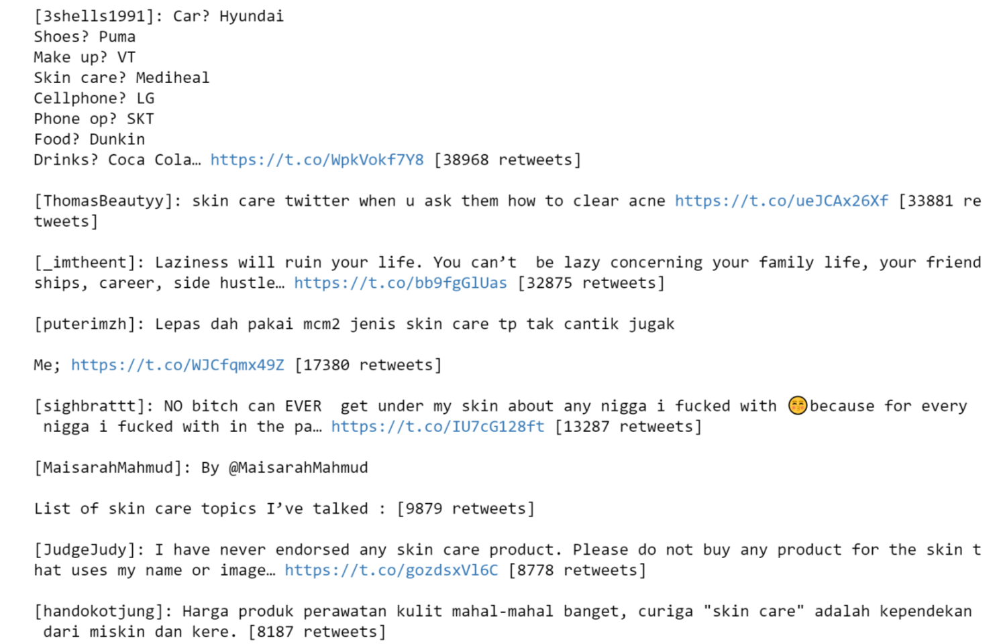 [3shells1991]: Car? Hyundai
Shoes? Puma
Make up? VT
Skin care? Mediheal
Cellphone? LG
Phone op? SKT
Food? Dunkin
Drinks? Coca Cola… https://t.co/WpkVokf7Y8 [38968 retweets]
[ThomasBeautyy]: skin care twitter when u ask them how to clear acne https://t.co/ueJCAx26Xf [33881 re
tweets]
[_imtheent]: Laziness will ruin your life. You can’t  be lazy concerning your family life, your friend
ships, career, side hustle… https://t.co/bb9fgGlUas [32875 retweets]
[puterimzh]: Lepas dah pakai mcm2 jenis skin care tp tak cantik jugak
Me; https://t.co/WJCfqmx49Z [17380 retweets]
[sighbrattt]: NO bitch can EVER  get under my skin about any nigga i fucked with 😚because for every
nigga i fucked with in the pa… https://t.co/IU7cG128ft [13287 retweets]
[MaisarahMahmud]: By @MaisarahMahmud
List of skin care topics I’ve talked : [9879 retweets]
[JudgeJudy]: I have never endorsed any skin care product. Please do not buy any product for the skin t
hat uses my name or image… https://t.co/gozdsxVl6C [8778 retweets]
[handokotjung]: Harga produk perawatan kulit mahal-mahal banget, curiga "skin care" adalah kependekan
dari miskin dan kere. [8187 retweets]